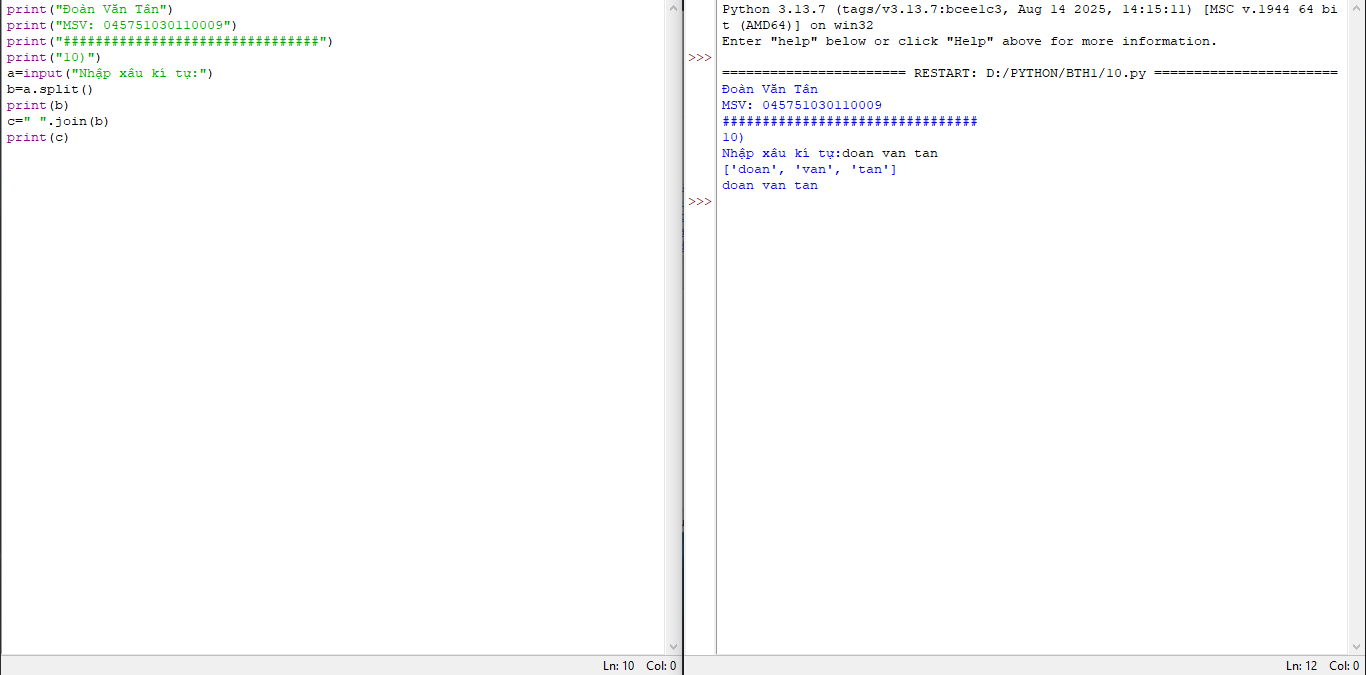 print("Đoàn Văn Tân")
print("MSV: 045751030110009")
print("################################")
print("10)")
a=input("Nhập xâu kí tự:")
b=a.split()
print(b)
c=" ".join(b)
print(c)
Ln: 10 Col: 0
Python 3.13.7 (tags/v3.13.7:bcee1c3, Aug 14 2025, 14:15:11) [MSC v.1944 64 bi
t (AMD64)] on win32
Enter "help" below or click "Help" above for more information.
>>>
======================= RESTART: D:/PYTHON/BTH1/10.py =======================
Đoàn Văn Tân
MSV: 045751030110009
################################
10)
Nhập xâu kí tự:doan van tan
['doan', 'van', 'tan']
doan van tan
>>>
Ln: 12 Col: 0